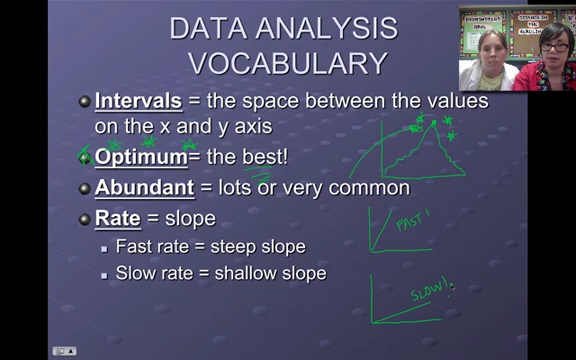 DATA ANALYSIS
VOCABULARY
Intervals = the space between the values
on the x and y axis
Optimum= the best!
Abundant = lots or very common
Rate = slope
Fast rate = steep slope
Slow rate = shallow slope
FAST!
SLOW!